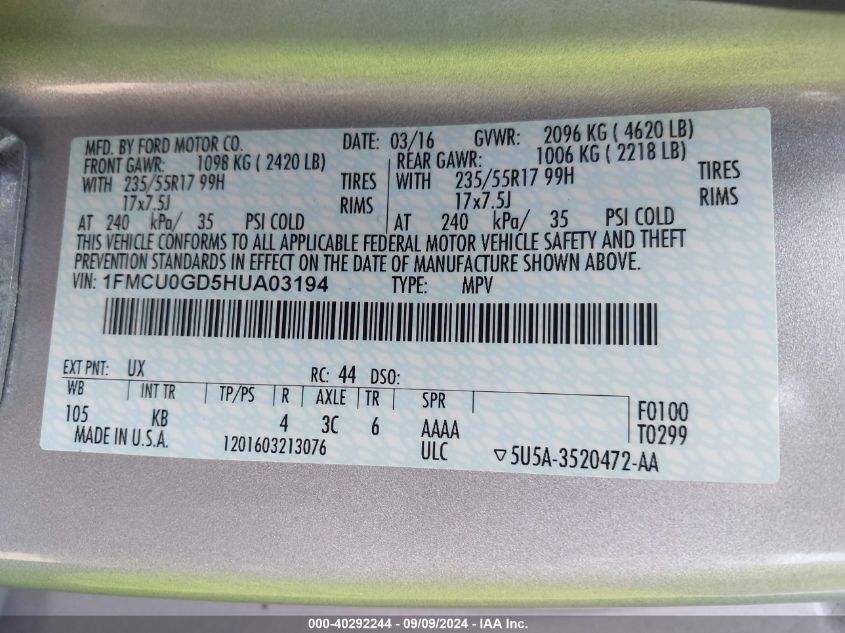 MFD. BY FORD MOTOR CO. DATE: 03/16 GVWR: 2096 KG ( 4620 LB)
FRONT GAWR: 1098 KG ( 2420 LB) REAR GAWR: 1006 KG ( 2218 LB)
WITH 235/55R17 99H TIRES WITH 235/55R17 99H TIRES
17x7.5J RIMS 17x7.5J RIMS
AT 240 kPa/ 35 PSI COLD AT 240 kPa/ 35 PSI COLD
THIS VEHICLE CONFORMS TO ALL APPLICABLE FEDERAL MOTOR VEHICLE SAFETY AND THEFT
PREVENTION STANDARDS IN EFFECT ON THE DATE OF MANUFACTURE SHOWN ABOVE.
VIN: 1FMCU0GD5HUA03194 TYPE: MPV
EXT PNT: UX RC: 44 DSO:
WB INT TR TP/PS R AXLE TR SPR
105 KB 4 3C 6 AAAA F0100
MADE IN U.S.A. 1201603213076 ULC T0299
▽5U5A-3520472-AA
000-40292244 - 09/09/2024 - IAA Inc.